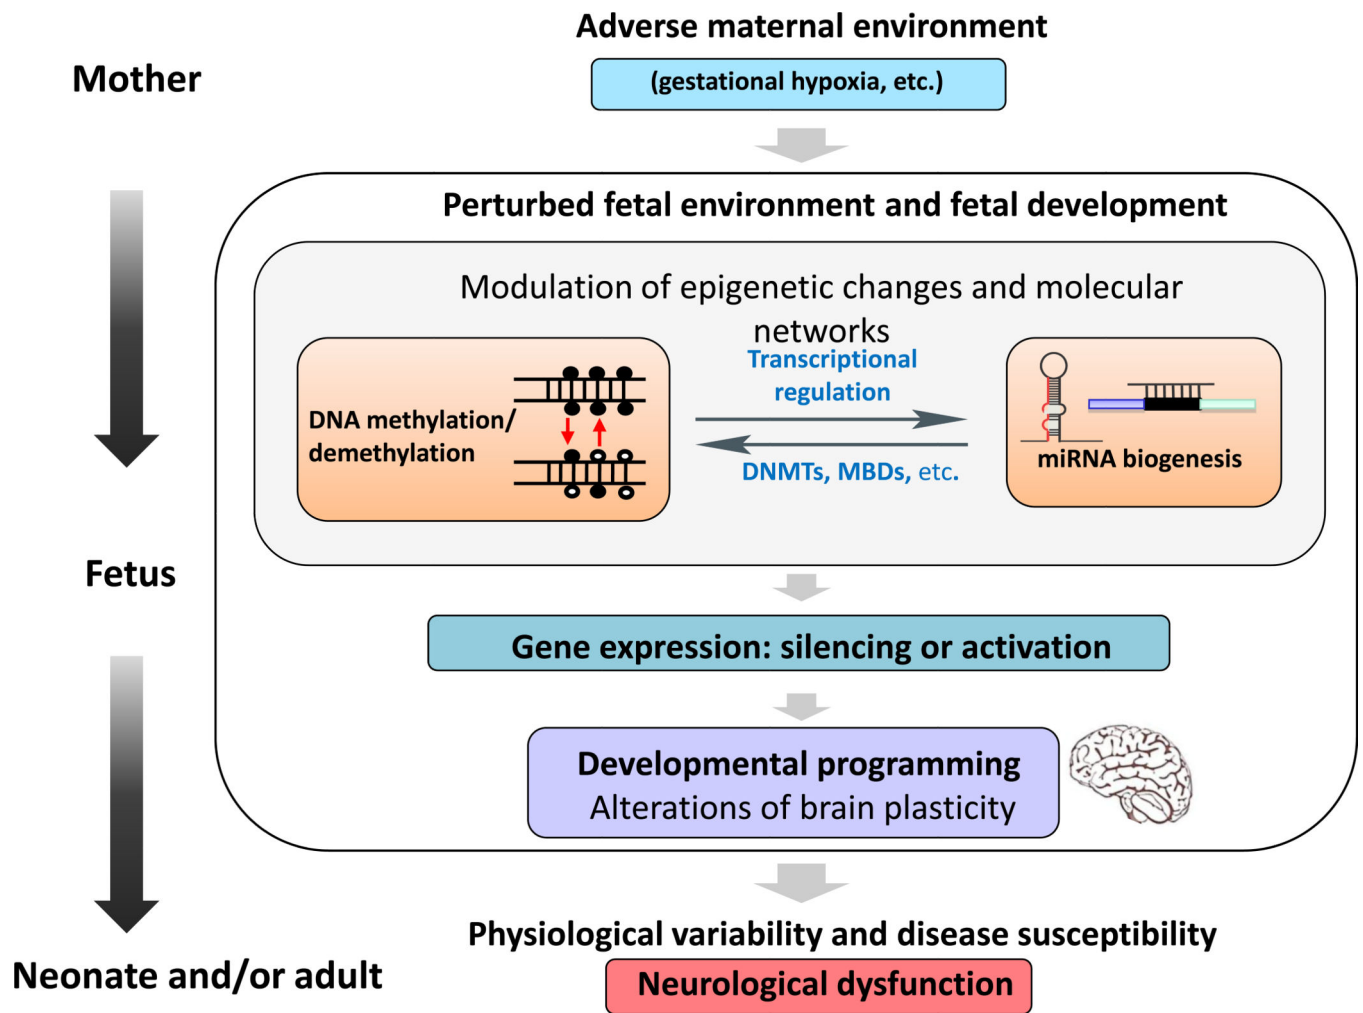 Adverse maternal environment
Mother
(gestational hypoxia, etc.)
Perturbed fetal environment and fetal development
Modulation of epigenetic changes and molecular
networks
Transcriptional
regulation
DNA methylation/
demethylation
DNMTs, MBDs, etc.
miRNA biogenesis
Fetus
Gene expression: silencing or activation
Developmental programming
Alterations of brain plasticity
Physiological variability and disease susceptibility
Neonate and/or adult
Neurological dysfunction